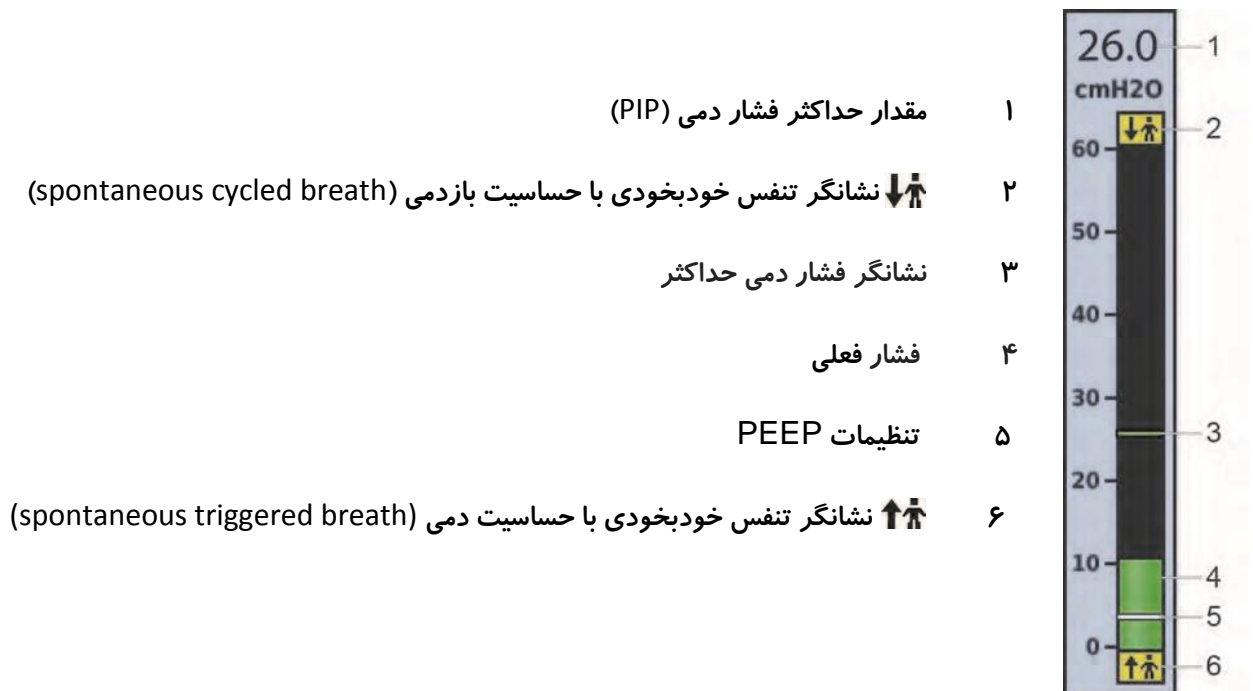 ۱ مقدار حداکثر فشار دمی (PIP)
۲ نشانگر تنفس خودبخودی با حساسیت بازدمی (spontaneous cycled breath)
۳ نشانگر فشار دمی حداکثر
۴ فشار فعلی
۵ تنظیمات PEEP
۶ نشانگر تنفس خودبخودی با حساسیت دمی (spontaneous triggered breath)
26.0 1
cmH2O
2
60
50
40
30
3
20
10
4
5
0
6